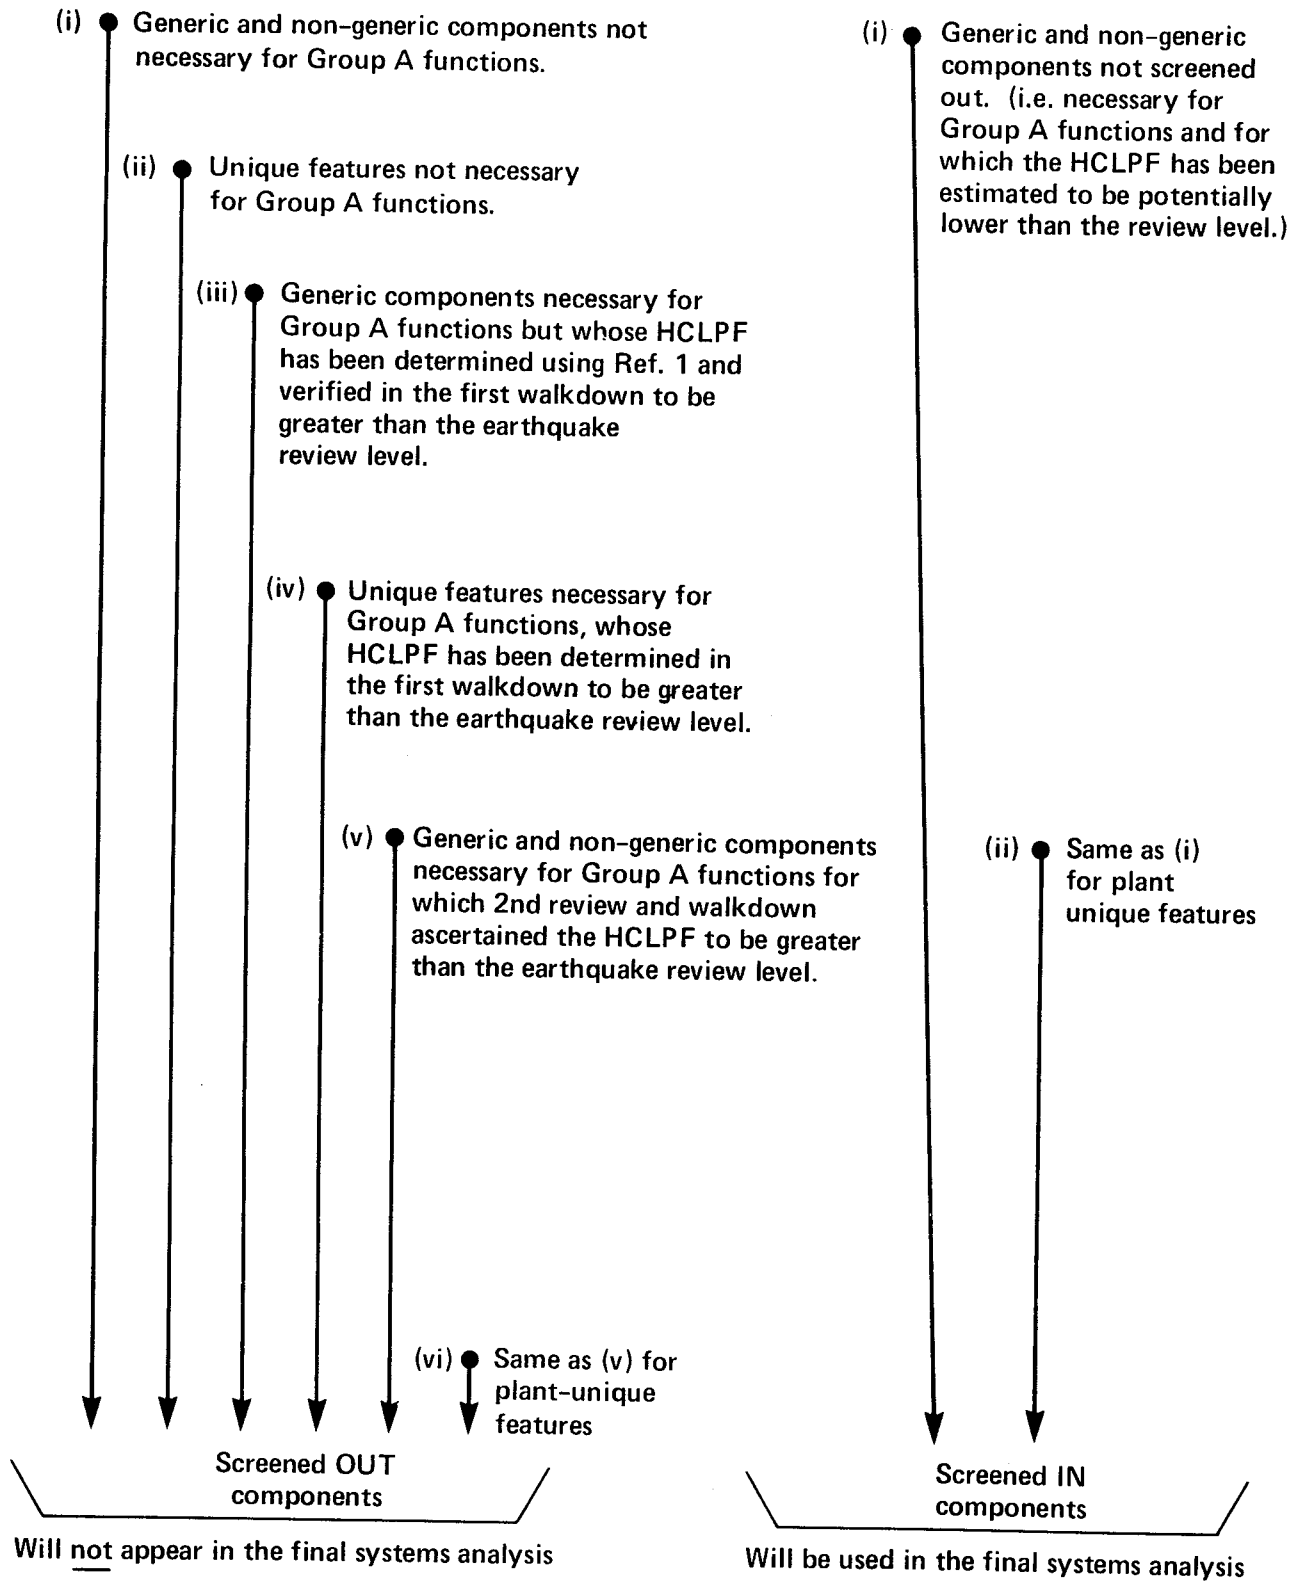 (i) Generic and non-generic components not
necessary for Group A functions.
(ii) Unique features not necessary
for Group A functions.
(iii) Generic components necessary for
Group A functions but whose HCLPF
has been determined using Ref. 1 and
verified in the first walkdown to be
greater than the earthquake
review level.
(iv) Unique features necessary for
Group A functions, whose
HCLPF has been determined in
the first walkdown to be greater
than the earthquake review level.
(v) Generic and non-generic components
necessary for Group A functions for
which 2nd review and walkdown
ascertained the HCLPF to be greater
than the earthquake review level.
(vi) Same as (v) for
plant-unique
features
Screened OUT
components
Will not appear in the final systems analysis
(i) Generic and non-generic
components not screened
out. (i.e. necessary for
Group A functions and for
which the HCLPF has been
estimated to be potentially
lower than the review level.)
(ii) Same as (i)
for plant
unique features
Screened IN
components
Will be used in the final systems analysis